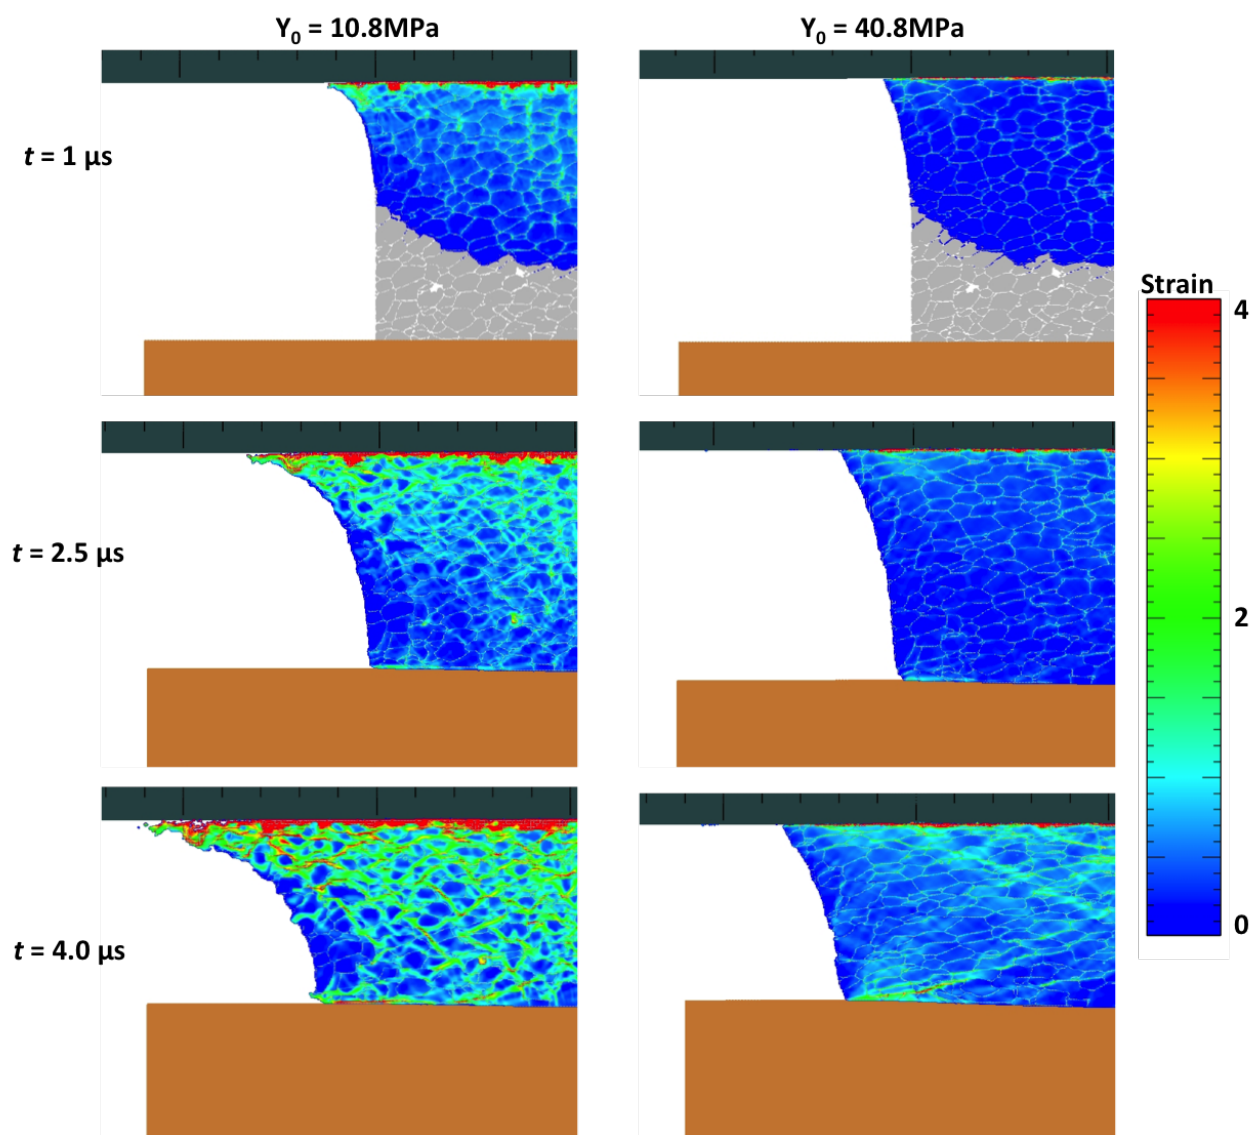 Y₀ = 10.8MPa
Y₀ = 40.8MPa
t = 1 µs
Strain
4
t = 2.5 µs
2
0
t = 4.0 µs